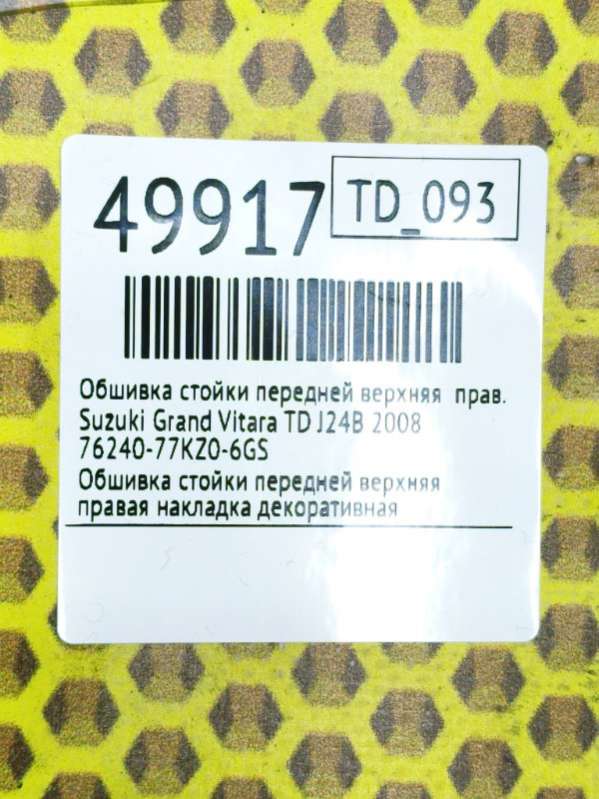 49917 TD_093
Обшивка стойки передней верхняя прав.
Suzuki Grand Vitara TD J24B 2008
76240-77KZ0-6GS
Обшивка стойки передней верхняя
правая накладка декоративная